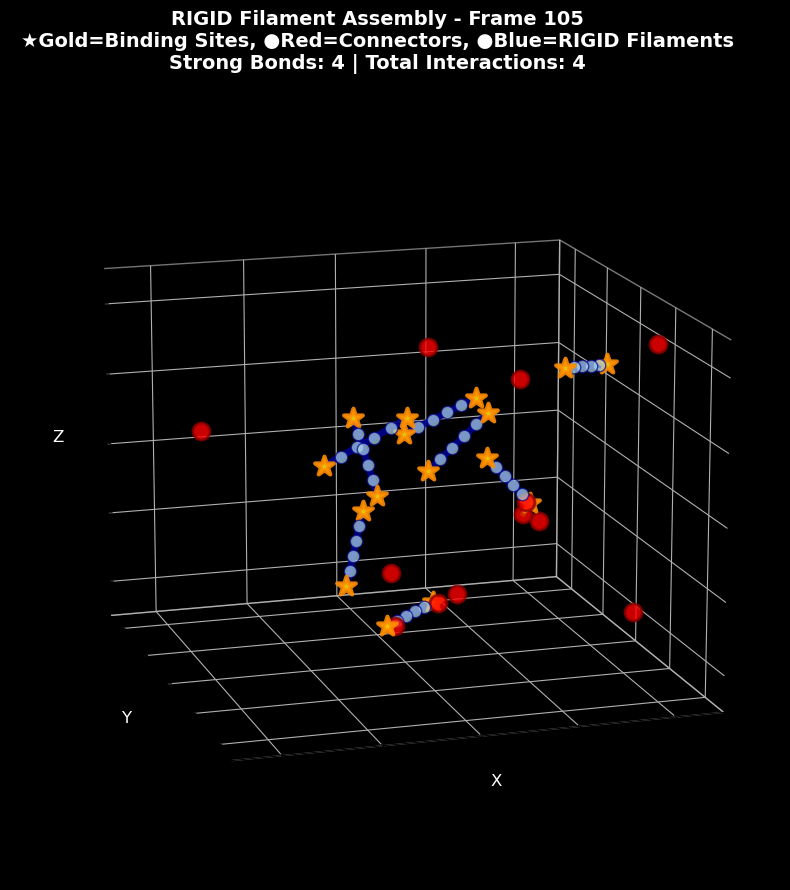 RIGID Filament Assembly - Frame 105
★Gold=Binding Sites, ●Red=Connectors, ●Blue=RIGID Filaments
Strong Bonds: 4 | Total Interactions: 4
Z
Y
X